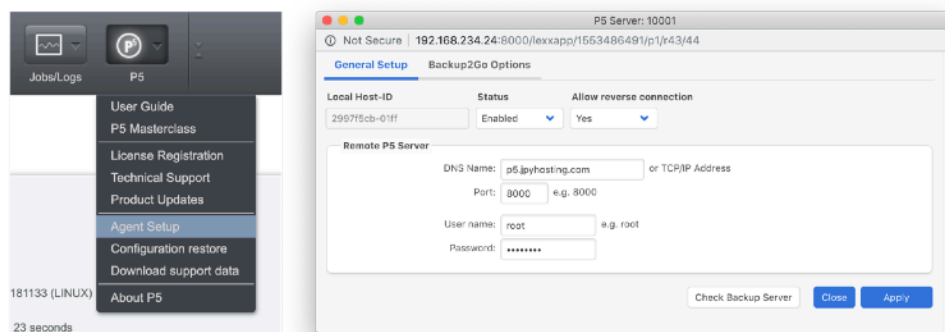 Jobs/Logs
P5
User Guide
P5 Masterclass
License Registration
Technical Support
Product Updates
Agent Setup
Configuration restore
Download support data
About P5
181133 (LINUX)
23 seconds
P5 Server: 10001
Not Secure | 192.168.234.24:8000/lexxapp/1553486491/p1/r43/44
General Setup Backup2Go Options
Local Host-ID Status Allow reverse connection
2997f5cb-01ff Enabled Yes
Remote P5 Server
DNS Name: p5.jpyhosting.com or TCP/IP Address
Port: 8000 e.g. 8000
User name: root e.g. root
Password: ••••••••
Check Backup Server Close Apply